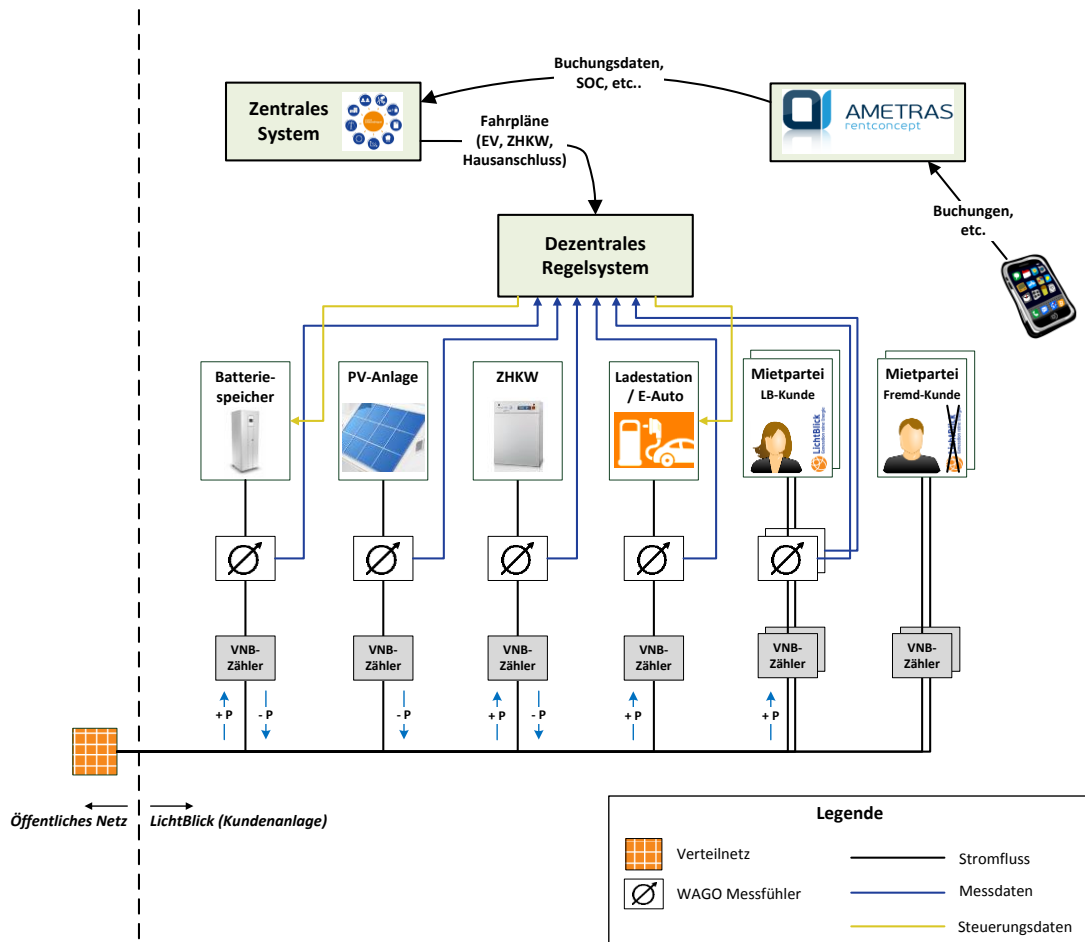 Buchungsdaten,
SOC, etc..
Zentrales
System
AMETRAS
rentconcept
Fahrpläne
(EV, ZHKW,
Hausanschluss)
Buchungen,
etc.
Dezentrales
Regelsystem
Batterie-
speicher
PV-Anlage
ZHKW
Ladestation
/ E-Auto
Mietpartei
LB-Kunde
LichtBlick
Mietpartei
Fremd-Kunde
LichtBlick
VNB-
Zähler
VNB-
Zähler
VNB-
Zähler
VNB-
Zähler
VNB-
Zähler
VNB-
Zähler
+ P
- P
- P
+ P
- P
+ P
+ P
Öffentliches Netz
LichtBlick (Kundenanlage)
Legende
Verteilnetz
WAGO Messfühler
Stromfluss
Messdaten
Steuerungsdaten